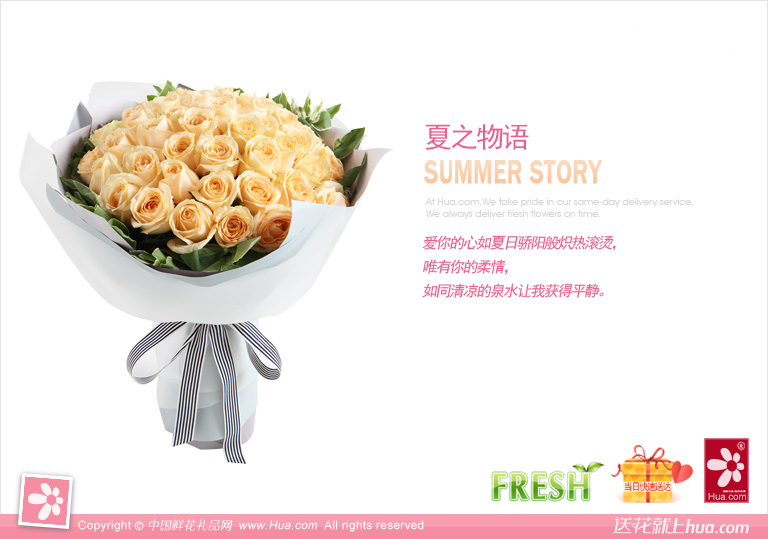 夏之物语
SUMMER STORY
At Hua.com,We take pride in our same-day delivery service.
We always deliver fresh flowers on time.
爱你的心如夏日骄阳般炽热滚烫，
唯有你的柔情，
如同清凉的泉水让我获得平静。
FRESH
当日快速送达
Hua.com
Copyright © 中国鲜花礼品网 www.Hua.com All rights reserved
送花就上hua.com